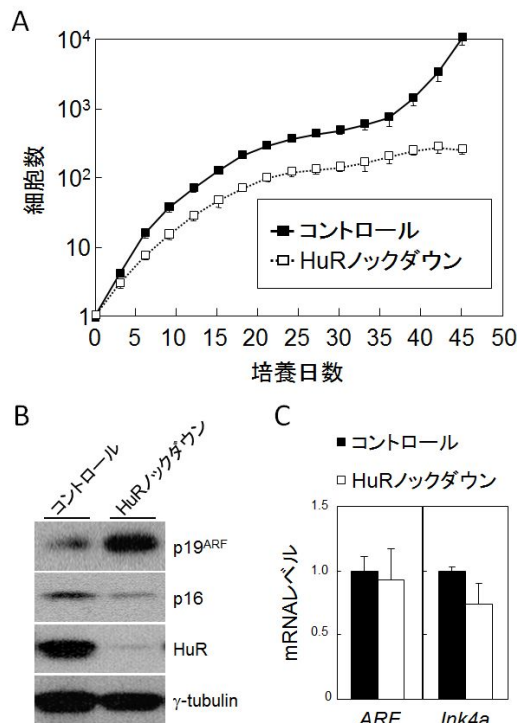 A
細胞数
10⁴
10³
10²
10
1
0 5 10 15 20 25 30 35 40 45 50
培養日数
コントロール
HuRノックダウン
B
コントロール
HuRノックダウン
p19ᴬᴿᶠ
p16
HuR
γ-tubulin
C
コントロール
HuRノックダウン
mRNAレベル
1.5
1.0
0.5
0
ARF Ink4a